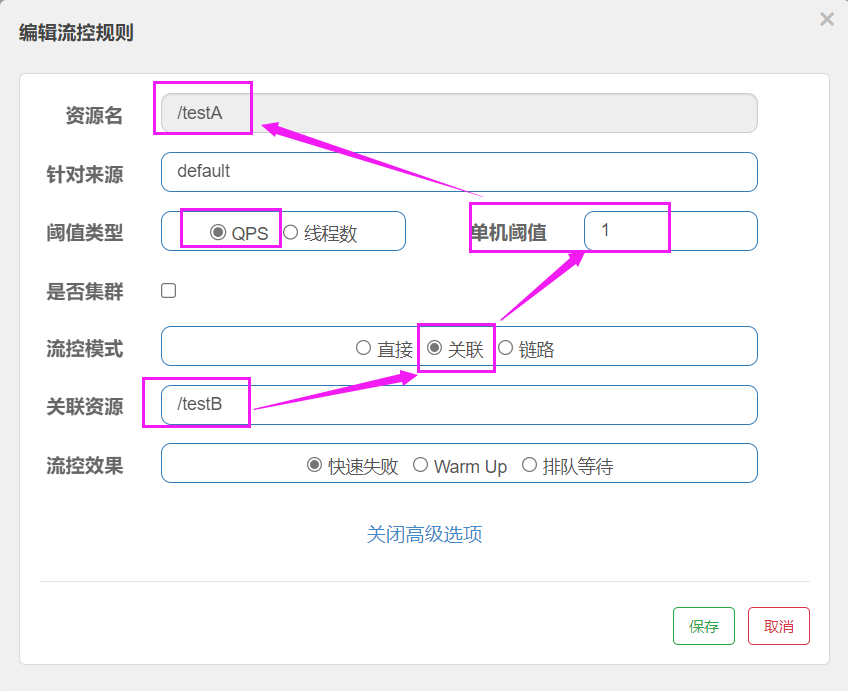 编辑流控规则 ×
资源名 /testA
针对来源 default
阈值类型 QPS 线程数 单机阈值 1
是否集群
流控模式 直接 关联 链路
关联资源 /testB
流控效果 快速失败 Warm Up 排队等待
关闭高级选项
保存 取消